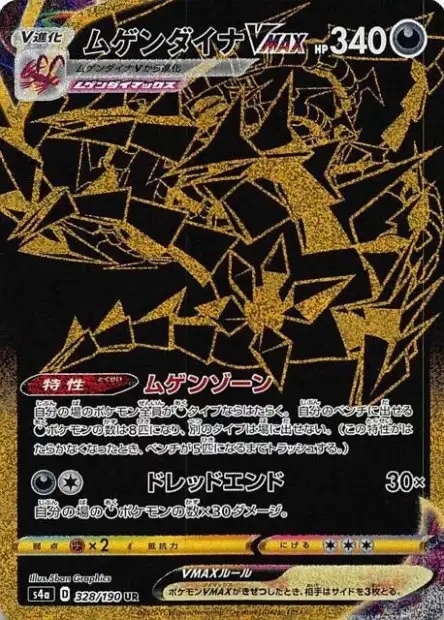 V進化 ムゲンダイナVMAX HP340
ムゲンダイナVから進化
ムゲンダイマックス
特性 とくせい ムゲンゾーン
自分の場のポケモン全員が タイプならはたらく。自分のベンチに出せる
ポケモンの数は8匹になり、別のタイプは場に出せない。(この特性が
はたらかなくなったとき、ベンチが5匹になるまでトラッシュする。)
ドレッドエンド 30×
自分の場の ポケモンの数×30ダメージ。
弱点 ×2 抵抗力 にげる
Illus.5ban Graphics
VMAXルール
s4a D 328/190 UR
ポケモンVMAXがきぜつしたとき、相手はサイドを3枚とる。